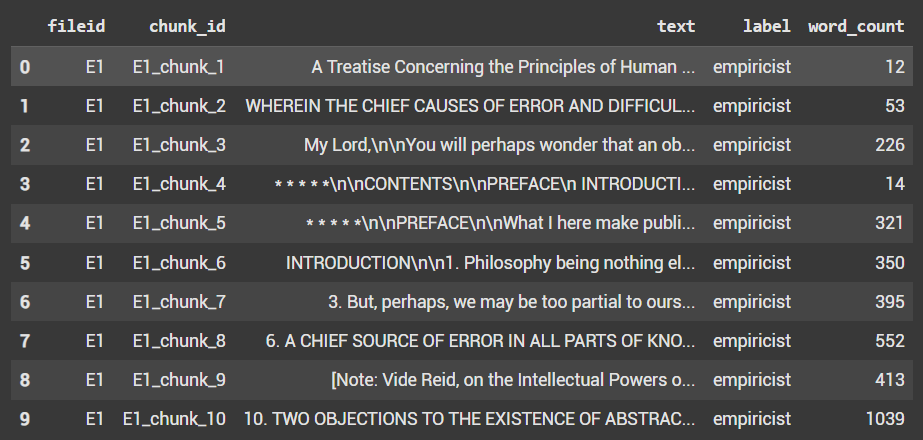 fileid chunk_id text label word_count
0 E1 E1_chunk_1 A Treatise Concerning the Principles of Human ... empiricist 12
1 E1 E1_chunk_2 WHEREIN THE CHIEF CAUSES OF ERROR AND DIFFICUL... empiricist 53
2 E1 E1_chunk_3 My Lord,\n\nYou will perhaps wonder that an ob... empiricist 226
3 E1 E1_chunk_4 * * * * *\n\nCONTENTS\n\nPREFACE\n INTRODUCTI... empiricist 14
4 E1 E1_chunk_5 * * * * *\n\nPREFACE\n\nWhat I here make publi... empiricist 321
5 E1 E1_chunk_6 INTRODUCTION\n\n1. Philosophy being nothing el... empiricist 350
6 E1 E1_chunk_7 3. But, perhaps, we may be too partial to ours... empiricist 395
7 E1 E1_chunk_8 6. A CHIEF SOURCE OF ERROR IN ALL PARTS OF KNO... empiricist 552
8 E1 E1_chunk_9 [Note: Vide Reid, on the Intellectual Powers o... empiricist 413
9 E1 E1_chunk_10 10. TWO OBJECTIONS TO THE EXISTENCE OF ABSTRAC... empiricist 1039